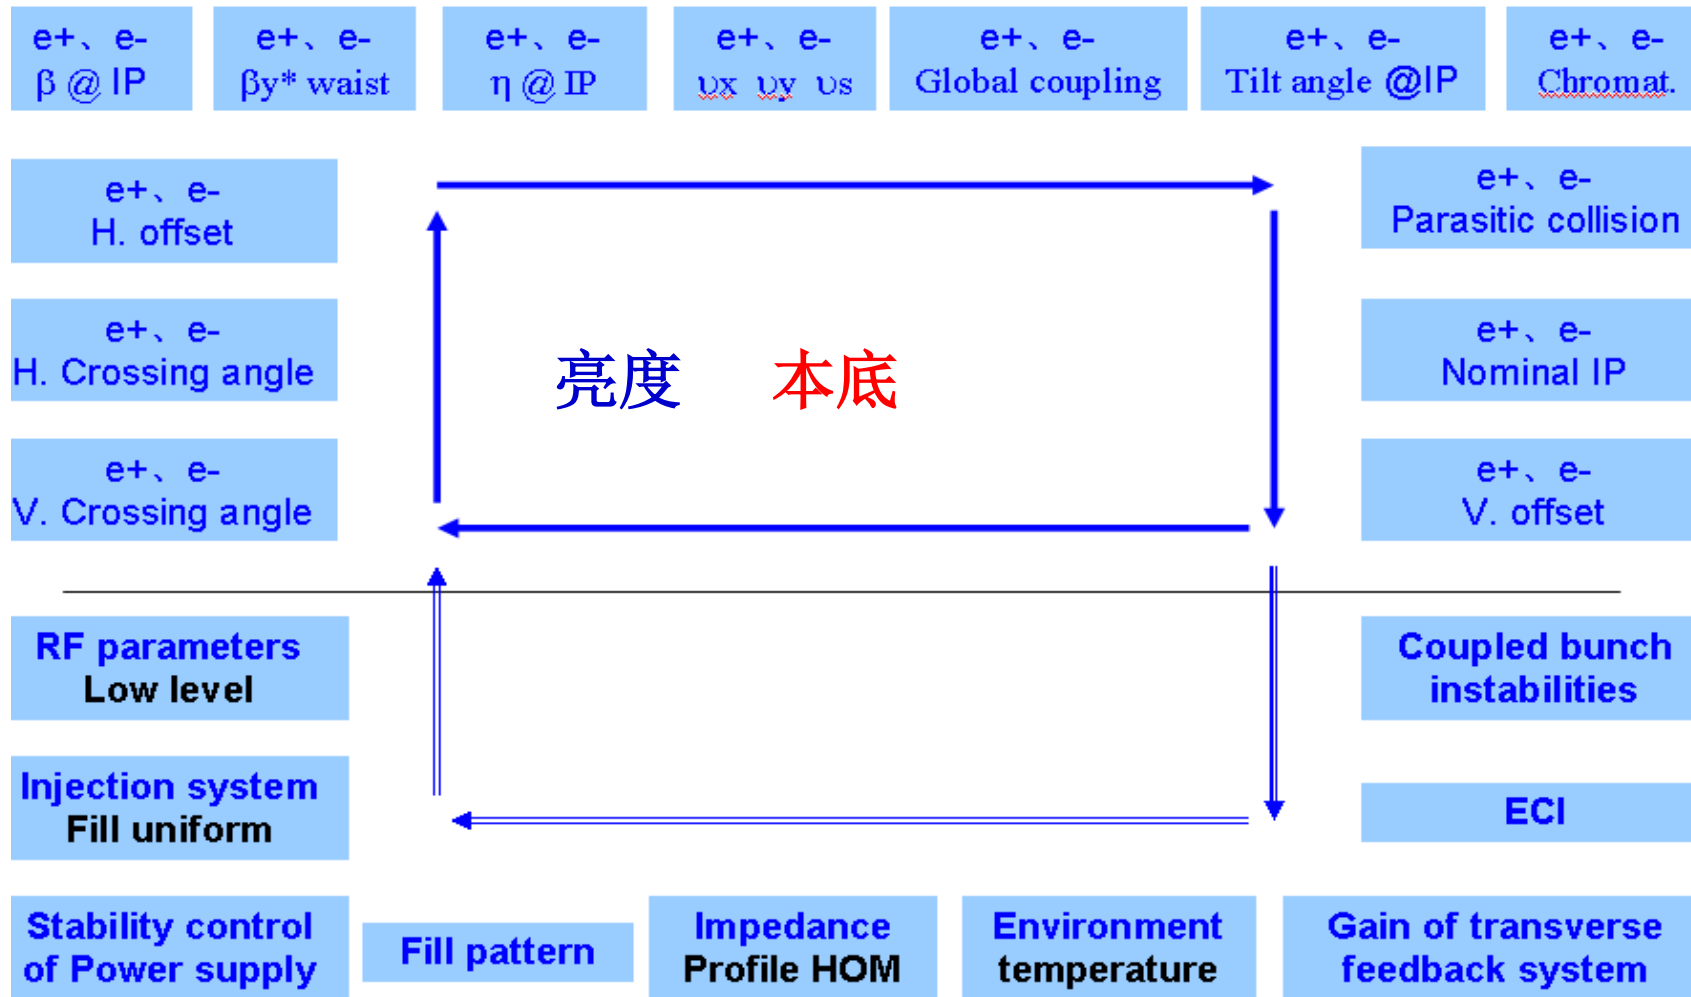 e+、e-
β @ IP
e+、e-
βy* waist
e+、e-
η @ IP
e+、e-
υx υy υs
e+、e-
Global coupling
e+、e-
Tilt angle @IP
e+、e-
Chromat.
e+、e-
H. offset
e+、e-
Parasitic collision
e+、e-
H. Crossing angle
亮度 本底
e+、e-
Nominal IP
e+、e-
V. Crossing angle
e+、e-
V. offset
RF parameters
Low level
Coupled bunch
instabilities
Injection system
Fill uniform
ECI
Stability control
of Power supply
Fill pattern
Impedance
Profile HOM
Environment
temperature
Gain of transverse
feedback system